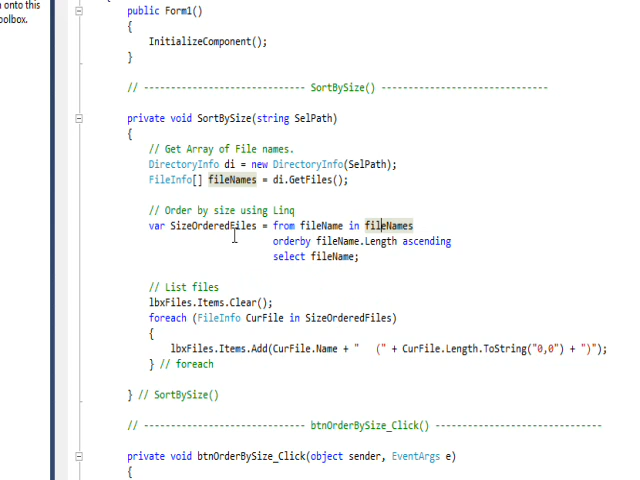 n onto this
oolbox.
public Form1()
{
InitializeComponent();
}
// ------------------------------ SortBySize() -------------------------------
private void SortBySize(string SelPath)
{
// Get Array of File names.
DirectoryInfo di = new DirectoryInfo(SelPath);
FileInfo[] fileNames = di.GetFiles();
// Order by size using Linq
var SizeOrderedFiles = from fileName in fileNames
orderby fileName.Length ascending
select fileName;
// List files
lbxFiles.Items.Clear();
foreach (FileInfo CurFile in SizeOrderedFiles)
{
lbxFiles.Items.Add(CurFile.Name + "   (" + CurFile.Length.ToString("0,0") + ")");
} // foreach
} // SortBySize()
// ------------------------------ btnOrderBySize_Click() -------------------------------
private void btnOrderBySize_Click(object sender, EventArgs e)
{